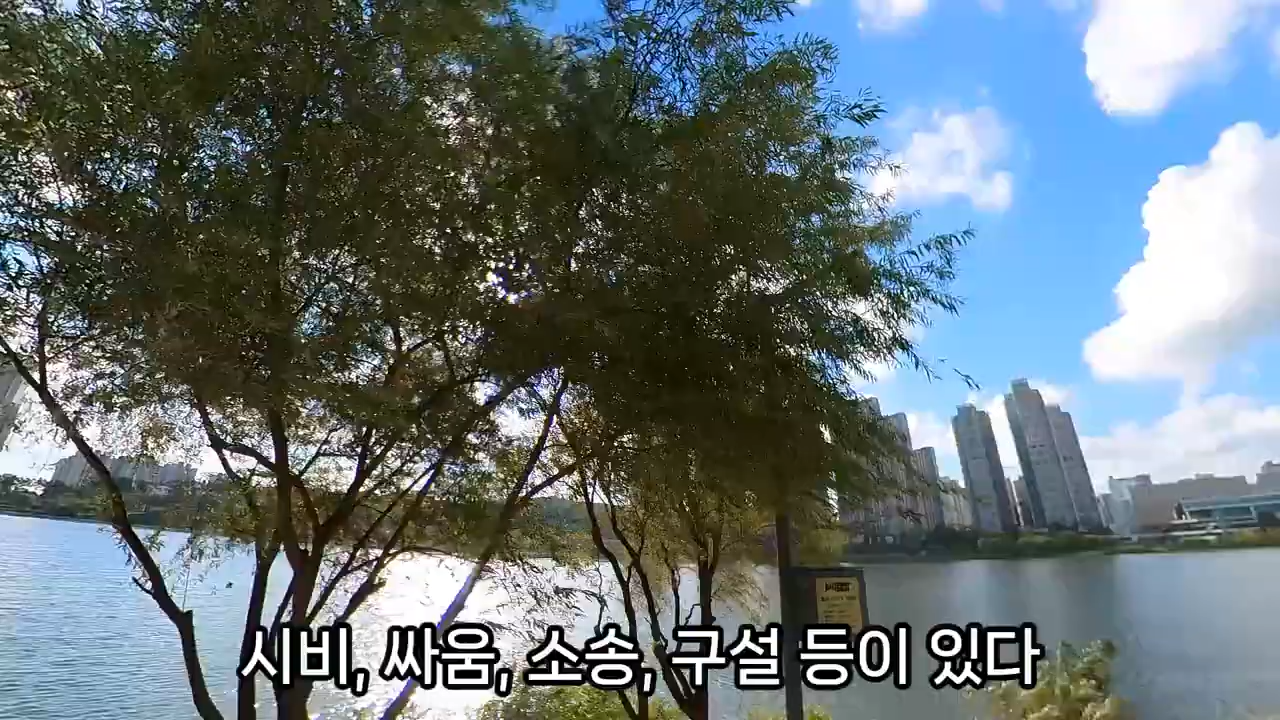 시비, 싸움, 소송, 구설 등이 있다